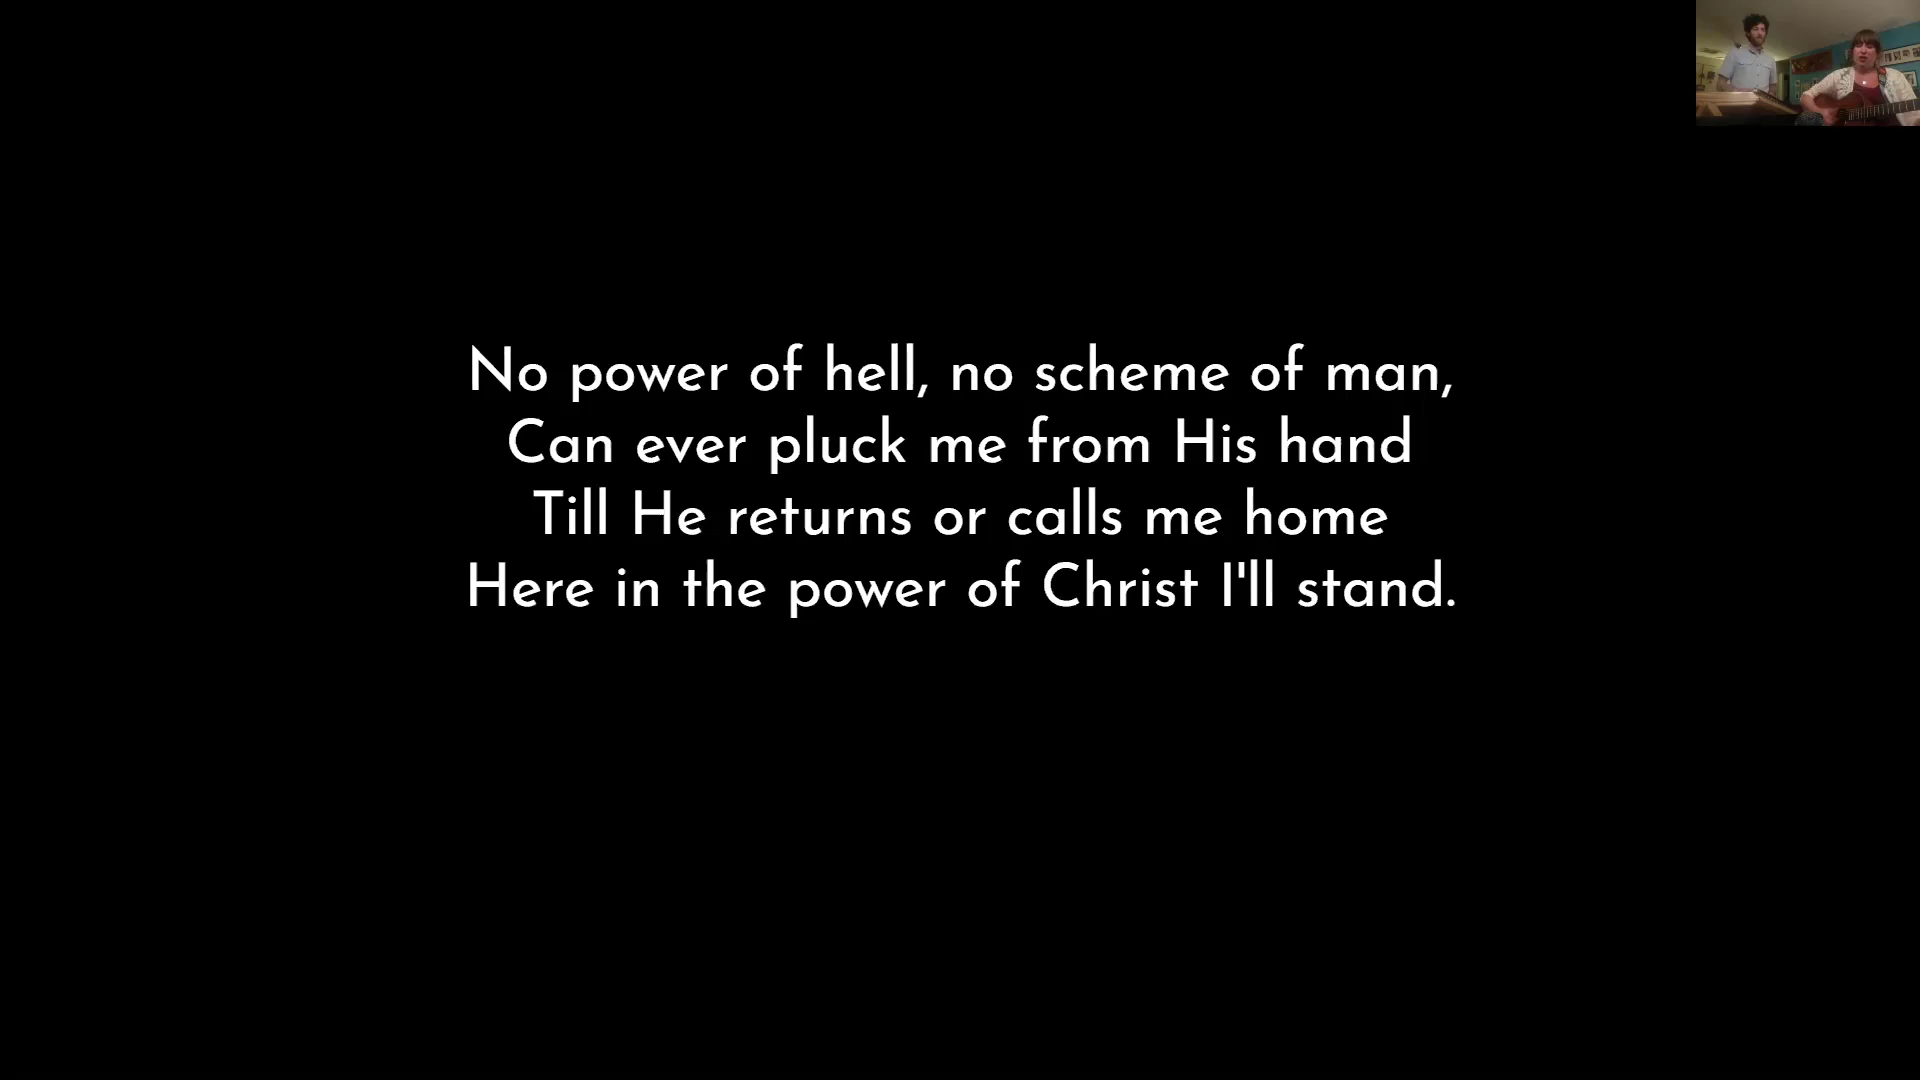 No power of hell, no scheme of man,
Can ever pluck me from His hand
Till He returns or calls me home
Here in the power of Christ I'll stand.